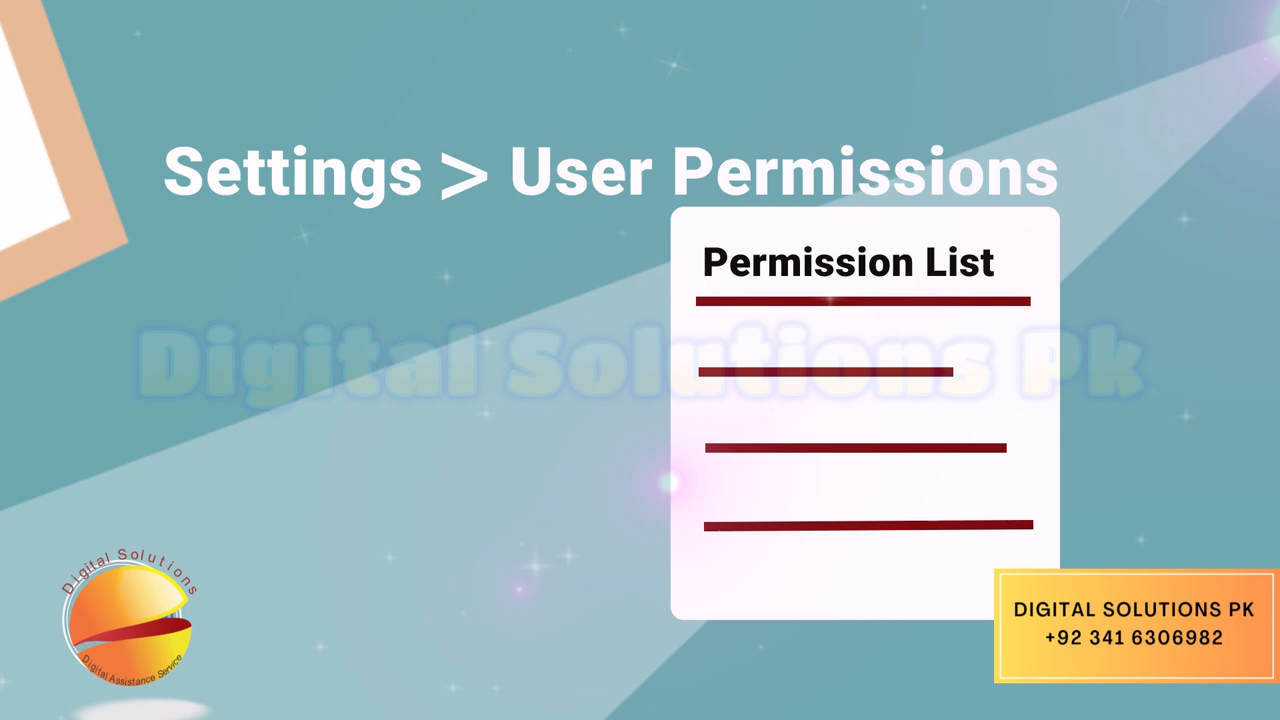 Settings > User Permissions
Permission List
Digital Solutions Pk
Digital Solutions
Digital Assistance Service
DIGITAL SOLUTIONS PK
+92 341 6306982